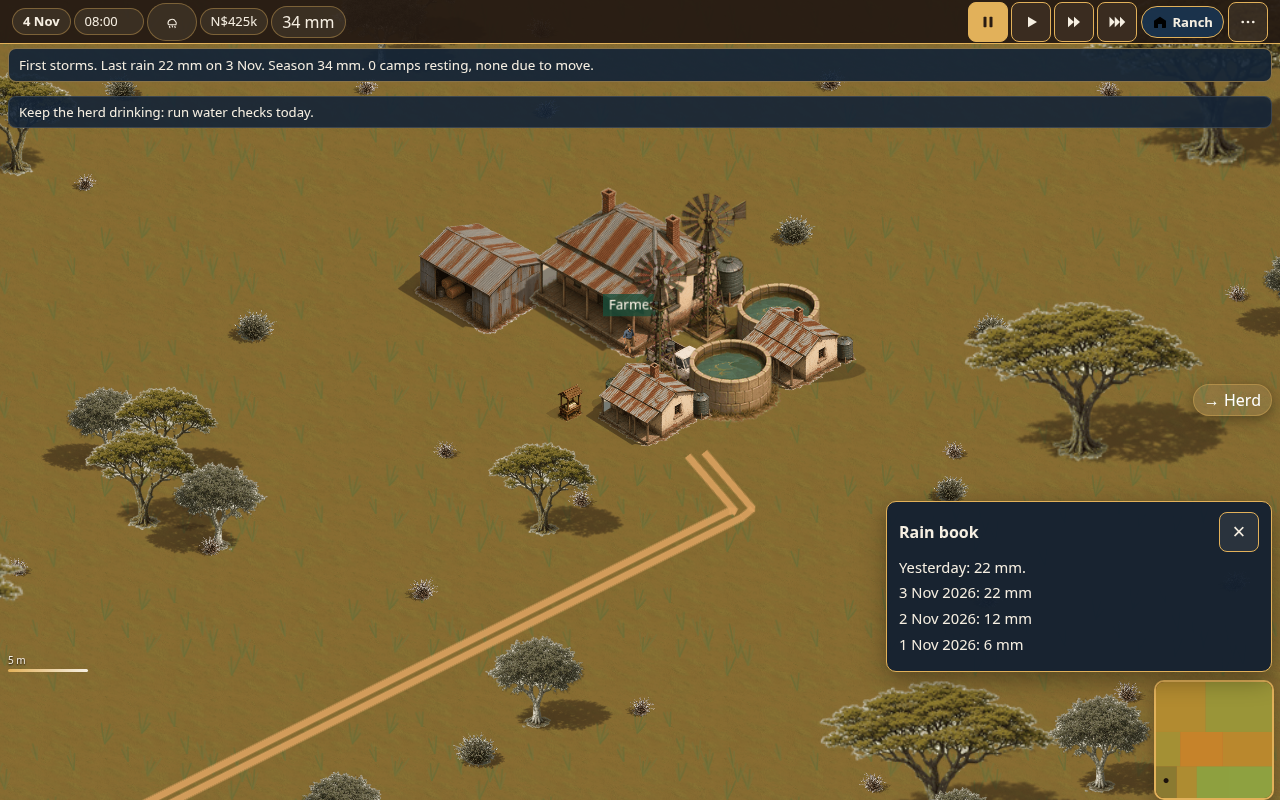 4 Nov
08:00
N$425k
34 mm
Ranch
First storms. Last rain 22 mm on 3 Nov. Season 34 mm. 0 camps resting, none due to move.
Keep the herd drinking: run water checks today.
Farmer
→ Herd
Rain book
Yesterday: 22 mm.
3 Nov 2026: 22 mm
2 Nov 2026: 12 mm
1 Nov 2026: 6 mm
5 m